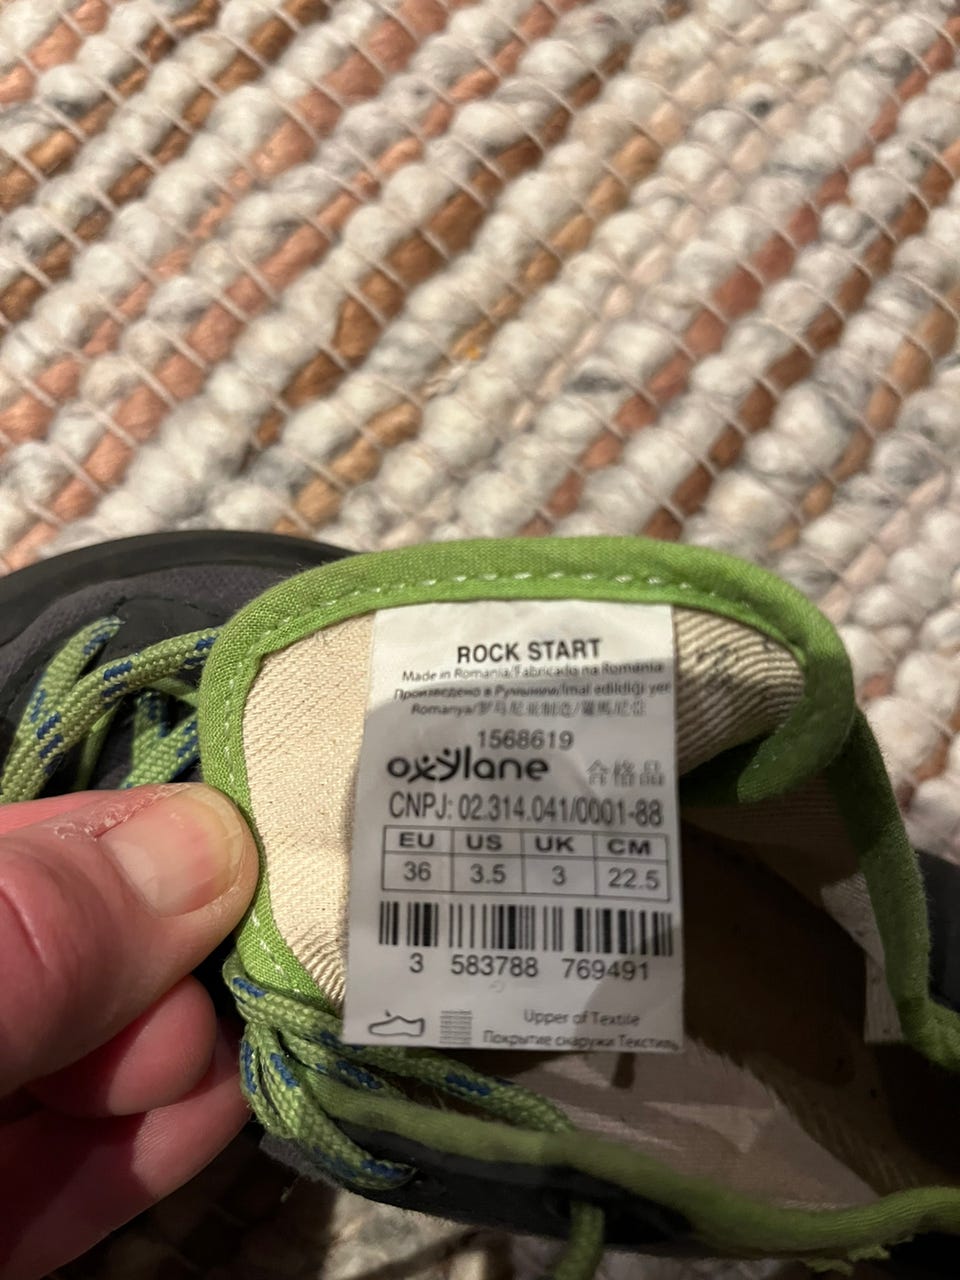 ROCK START
Made in Romania/Fabricado na Romenia
Произведено в Румынии/Imal edildiği yer
Romanya/罗马尼亚制造/羅馬尼亞
1568619
oxylane 合格品
CNPJ: 02.314.041/0001-88
EU US UK CM
36 3.5 3 22.5
3 583788 769491
Upper of Textile
Покрытие снаружи Текстиль